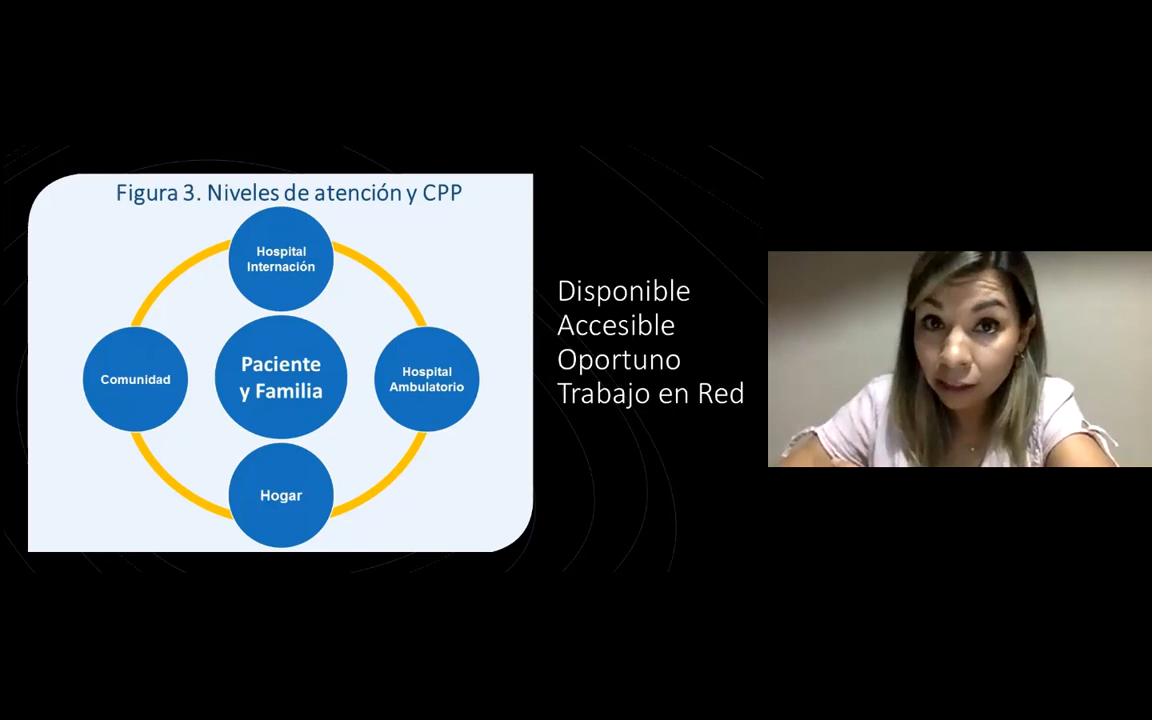 Figura 3. Niveles de atención y CPP
Hospital
Internación
Comunidad
Paciente
y Familia
Hospital
Ambulatorio
Hogar
Disponible
Accesible
Oportuno
Trabajo en Red